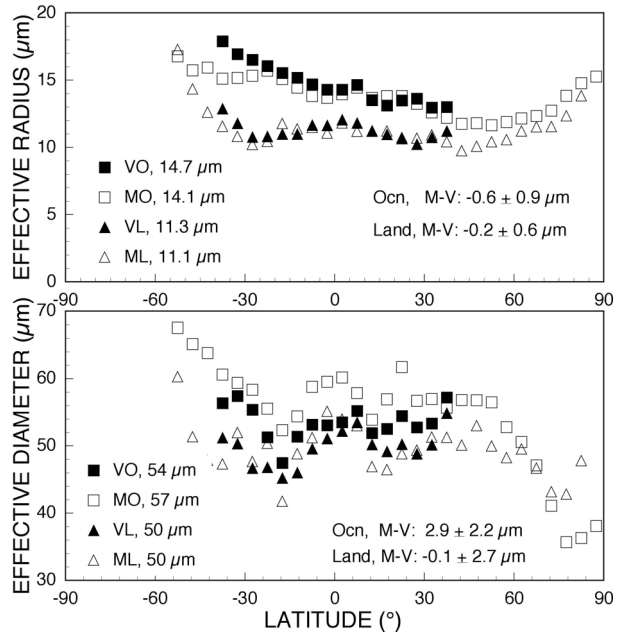 EFFECTIVE RADIUS (µm)
20
15
10
5
0
■ VO, 14.7 µm
□ MO, 14.1 µm
▲ VL, 11.3 µm
△ ML, 11.1 µm
Ocn, M-V: -0.6 ± 0.9 µm
Land, M-V: -0.2 ± 0.6 µm
-90 -60 -30 0 30 60 90
EFFECTIVE DIAMETER (µm)
70
60
50
40
30
■ VO, 54 µm
□ MO, 57 µm
▲ VL, 50 µm
△ ML, 50 µm
Ocn, M-V: 2.9 ± 2.2 µm
Land, M-V: -0.1 ± 2.7 µm
-90 -60 -30 0 30 60 90
LATITUDE (°)